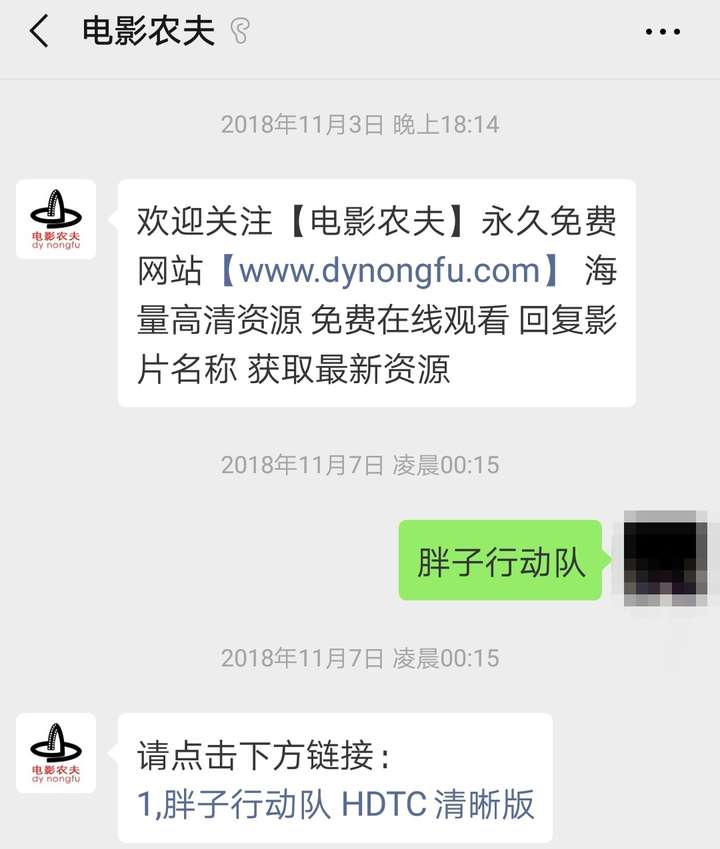 电影农夫
2018年11月3日 晚上18:14
电影农夫
dy nongfu
欢迎关注【电影农夫】永久免费
网站【www.dynongfu.com】 海
量高清资源 免费在线观看 回复影
片名称 获取最新资源
2018年11月7日 凌晨00:15
胖子行动队
2018年11月7日 凌晨00:15
电影农夫
dy nongfu
请点击下方链接：
1,胖子行动队 HDTC 清晰版